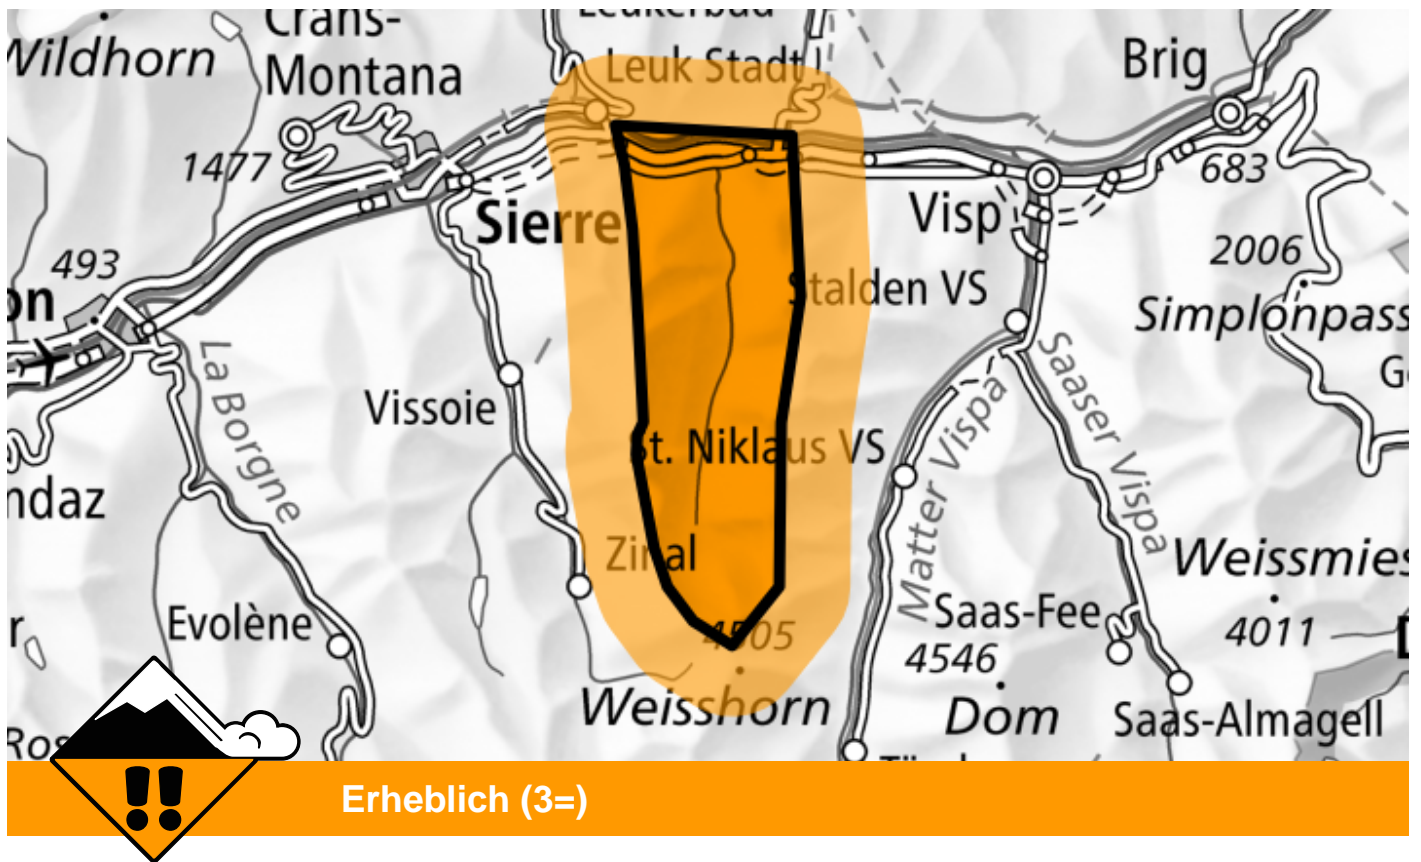 Crans-
Montana
Leukerbad
Wildhorn
Leuk Stadt
Brig
1477
683
Sierre
Visp
2006
493
on
Stalden VS
Simplonpass
La Borgne
Saaser Vispa
Vissoie
Matter Vispa
St. Niklaus VS
ndaz
Zinal
Weissmies
Evolène
4505
Saas-Fee
4011
4546
r
Weisshorn
Dom
Saas-Almagell
Erheblich (3=)